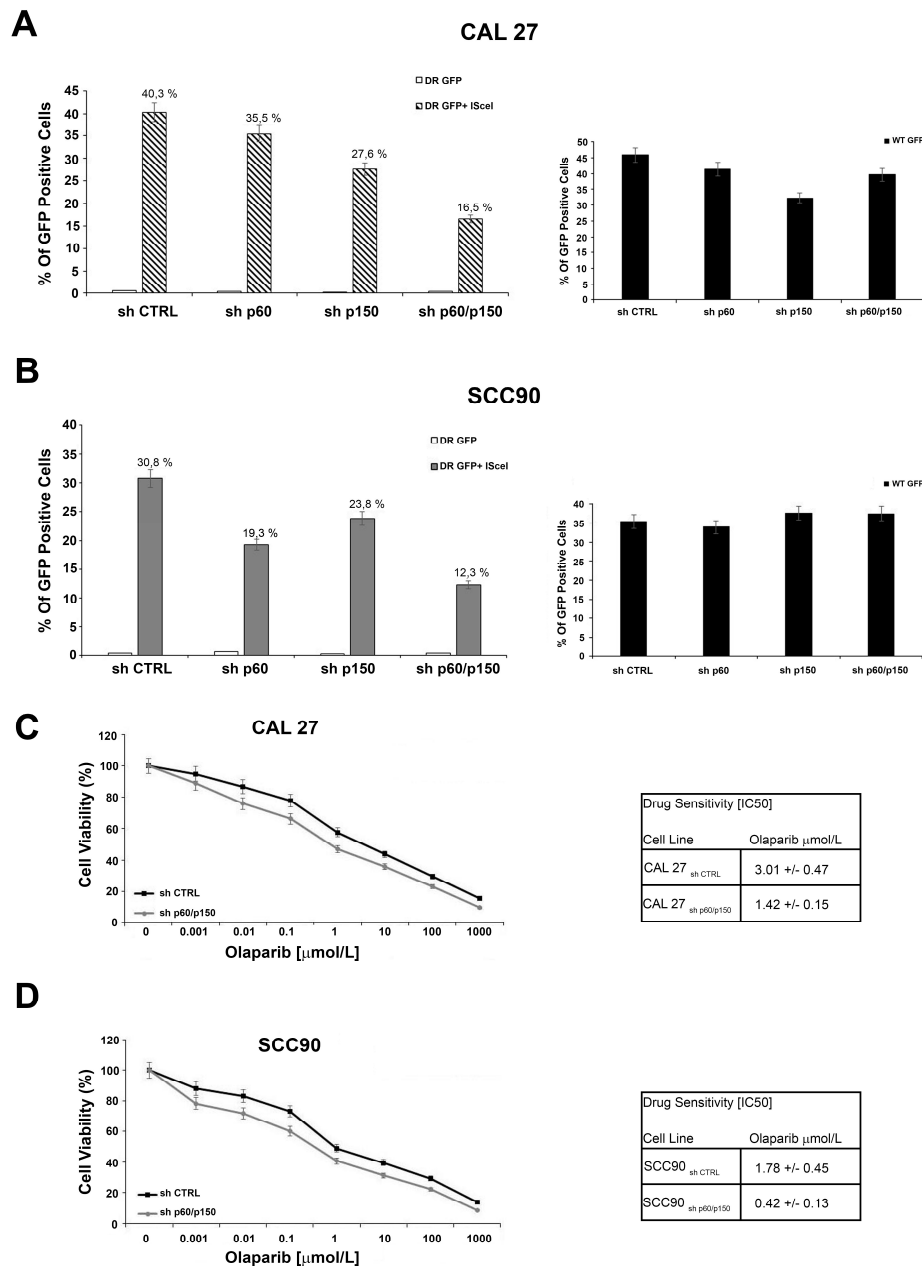 A
CAL 27
DR GFP
DR GFP+ IScel
% Of GFP Positive Cells
45
40
35
30
25
20
15
10
5
0
40,3 %
35,5 %
27,6 %
16,5 %
sh CTRL
sh p60
sh p150
sh p60/p150
WT GFP
% Of GFP Positive Cells
50
45
40
35
30
25
20
15
10
5
0
sh CTRL
sh p60
sh p150
sh p60/p150
B
SCC90
DR GFP
DR GFP+ IScel
% Of GFP Positive Cells
40
35
30
25
20
15
10
5
0
30,8 %
19,3 %
23,8 %
12,3 %
sh CTRL
sh p60
sh p150
sh p60/p150
WT GFP
% Of GFP Positive Cells
40
35
30
35
20
15
10
5
0
sh CTRL
sh p60
sh p150
sh p60/p150
C
CAL 27
Cell Viability (%)
120
100
80
60
40
20
0
sh CTRL
sh p60/p150
0 0.001 0.01 0.1 1 10 100 1000
Olaparib [µmol/L]
Drug Sensitivity [IC50]
Cell Line Olaparib µmol/L
CAL 27 sh CTRL 3.01 +/- 0.47
CAL 27 sh p60/p150 1.42 +/- 0.15
D
SCC90
Cell Viability (%)
120
100
80
60
40
20
0
sh CTRL
sh p60/p150
0 0.001 0.01 0.1 1 10 100 1000
Olaparib [µmol/L]
Drug Sensitivity [IC50]
Cell Line Olaparib µmol/L
SCC90 sh CTRL 1.78 +/- 0.45
SCC90 sh p60/p150 0.42 +/- 0.13